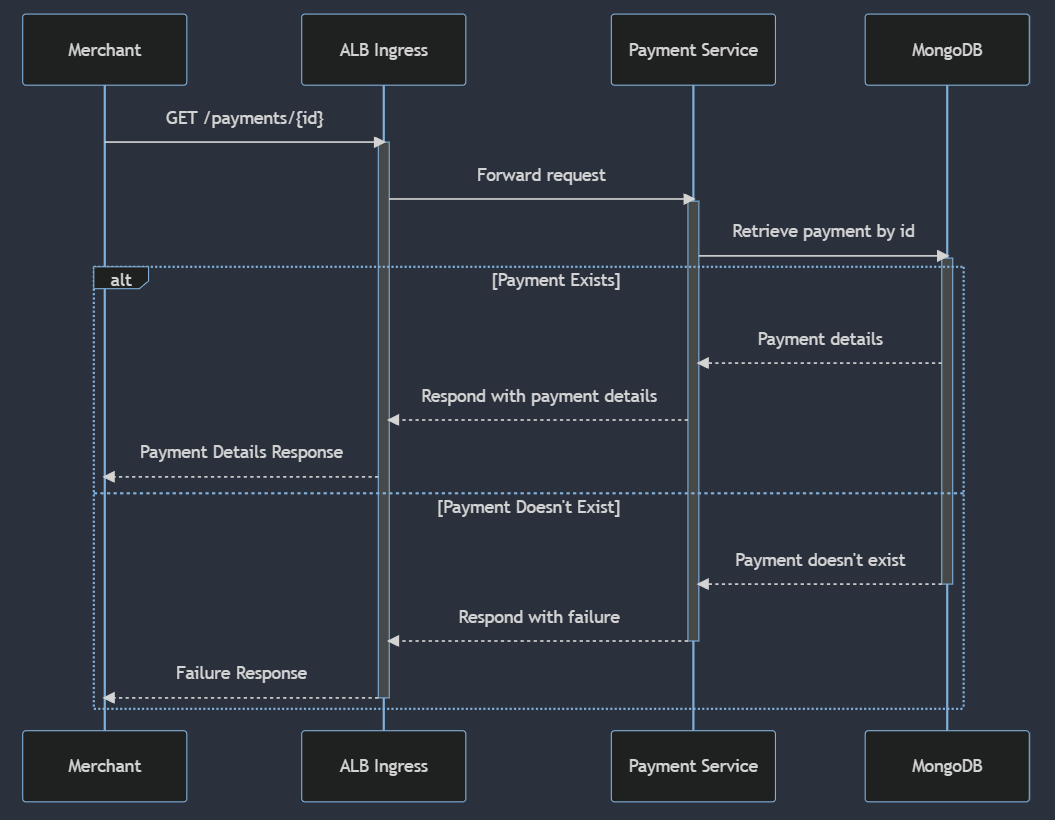 Merchant
ALB Ingress
Payment Service
MongoDB
GET /payments/{id}
Forward request
Retrieve payment by id
alt
[Payment Exists]
Payment details
Respond with payment details
Payment Details Response
[Payment Doesn't Exist]
Payment doesn't exist
Respond with failure
Failure Response
Merchant
ALB Ingress
Payment Service
MongoDB